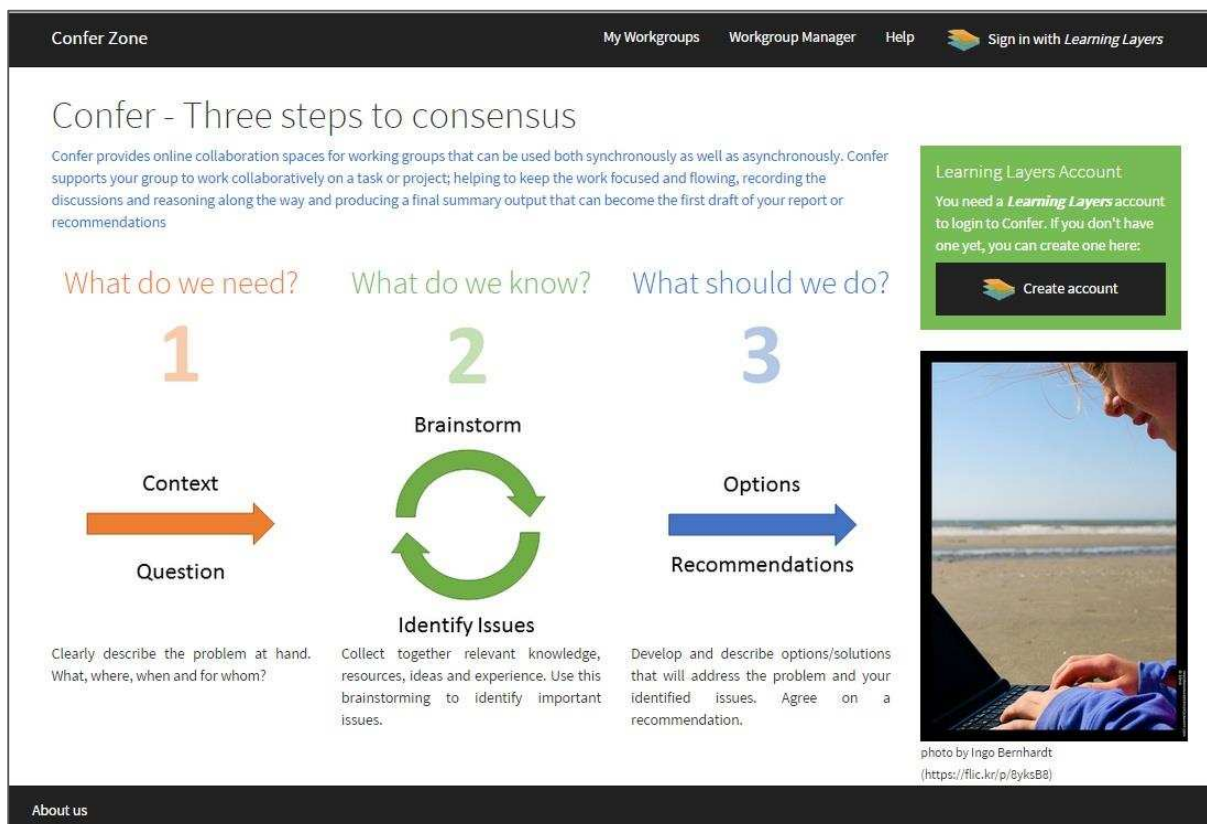 Confer Zone
My Workgroups
Workgroup Manager
Help
Sign in with Learning Layers
Confer - Three steps to consensus
Confer provides online collaboration spaces for working groups that can be used both synchronously as well as asynchronously. Confer
supports your group to work collaboratively on a task or project; helping to keep the work focused and flowing, recording the
discussions and reasoning along the way and producing a final summary output that can become the first draft of your report or
recommendations
What do we need?
1
Context
Question
Clearly describe the problem at hand.
What, where, when and for whom?
What do we know?
2
Brainstorm
Identify Issues
Collect together relevant knowledge,
resources, ideas and experience. Use this
brainstorming to identify important
issues.
What should we do?
3
Options
Recommendations
Develop and describe options/solutions
that will address the problem and your
identified issues. Agree on a
recommendation.
Learning Layers Account
You need a Learning Layers account
to login to Confer. If you don't have
one yet, you can create one here:
Create account
photo by Ingo Bernhardt
(https://flic.kr/p/8yksB8)
About us